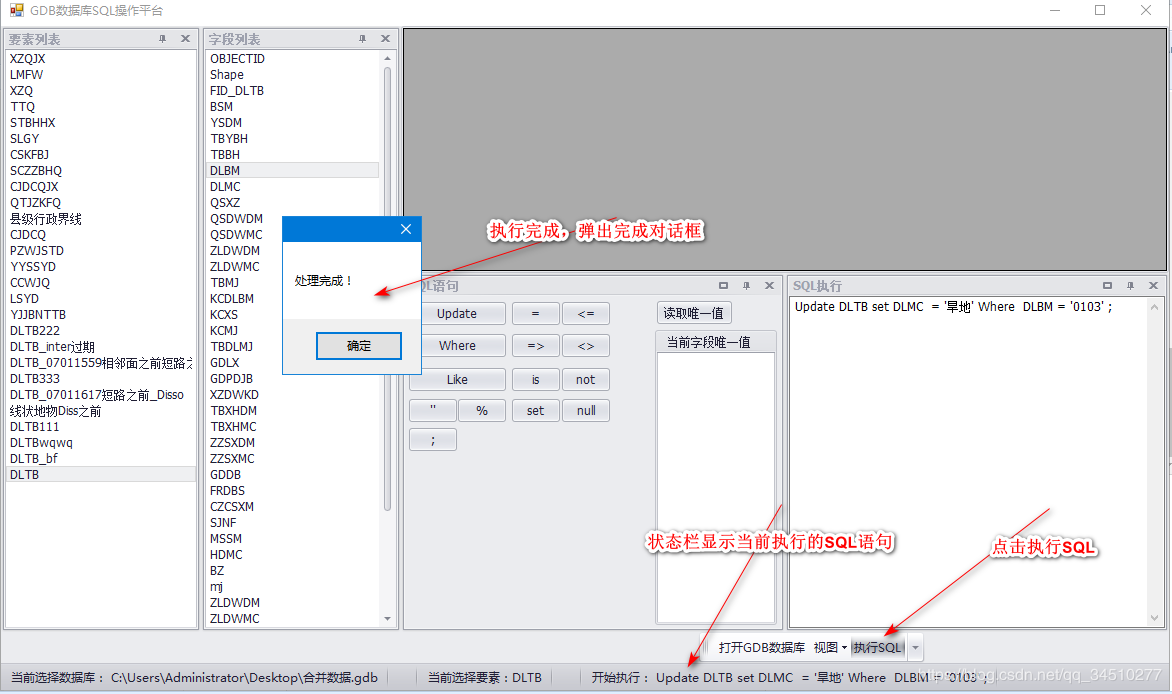 GDB数据库SQL操作平台
要素列表
XZQJX
LMFW
XZQ
TTQ
STBHHX
SLGY
CSKFBJ
SCZZBHQ
CJDCQJX
QTJZKFQ
县级行政界线
CJDCQ
PZWJSTD
YYSSYD
CCWJQ
LSYD
YJJBNTTB
DLTB222
DLTB_inter过期
DLTB_07011559相邻面之前短路之
DLTB333
DLTB_07011617短路之前_Disso
线状地物Diss之前
DLTB111
DLTBwqwq
DLTB_bf
DLTB
字段列表
OBJECTID
Shape
FID_DLTB
BSM
YSDM
TBYBH
TBBH
DLBM
DLMC
QSXZ
QSDWDM
QSDWMC
ZLDWDM
ZLDWMC
TBMJ
KCDLBM
KCXS
KCMJ
TBDLMJ
GDLX
GDPDJB
XZDWKD
TBXHDM
TBXHMC
ZZSXDM
ZZSXMC
GDDB
FRDBS
CZCSXM
SJNF
MSSM
HDMC
BZ
mj
ZLDWDM
ZLDWMC
处理完成！
确定
执行完成，弹出完成对话框
QL语句
Update = <=
Where => <>
Like is not
" % set null
;
读取唯一值
当前字段唯一值
SQL执行
Update DLTB set DLMC = '旱地' Where DLBM = '0103' ;
状态栏显示当前执行的SQL语句
点击执行SQL
打开GDB数据库 视图 执行SQL
当前选择数据库： C:\Users\Administrator\Desktop\合并数据.gdb 当前选择要素：DLTB 开始执行： Update DLTB set DLMC = '旱地' Where DLBM = '0103' ;
https://blog.csdn.net/qq_34510277